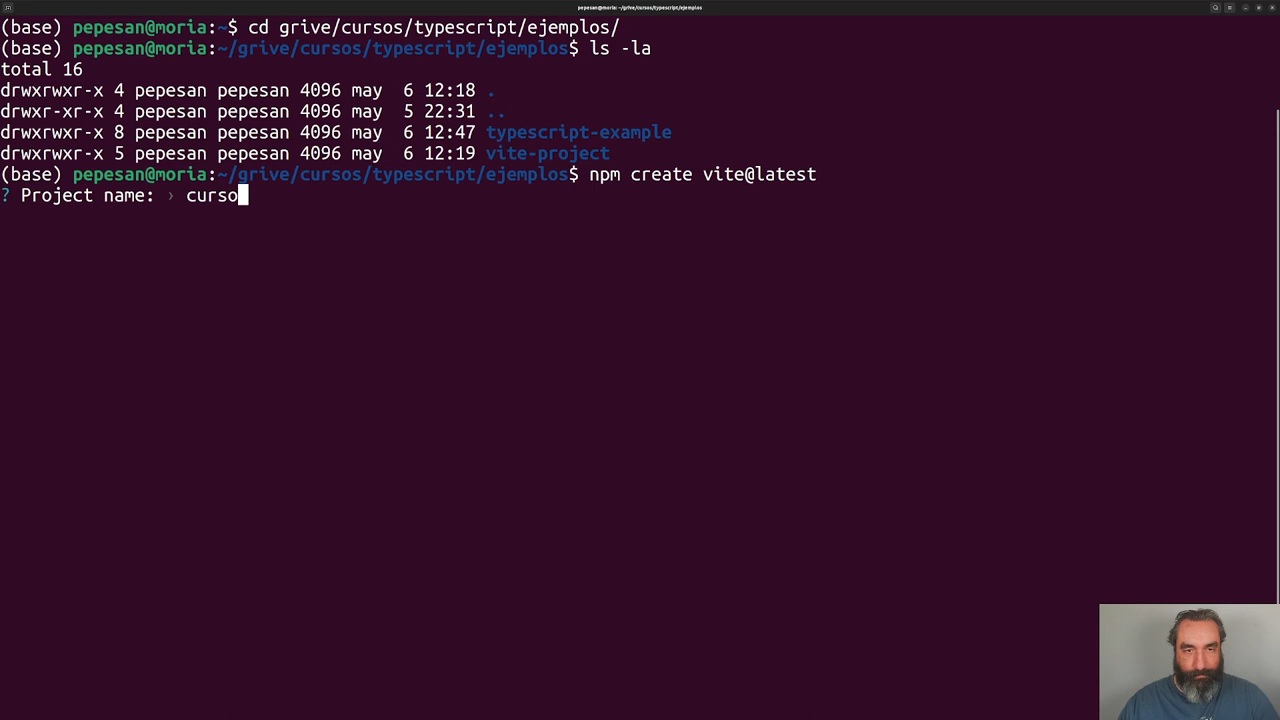 pepesan@moria: ~/grive/cursos/typescript/ejemplos
(base) pepesan@moria:~$ cd grive/cursos/typescript/ejemplos/
(base) pepesan@moria:~/grive/cursos/typescript/ejemplos$ ls -la
total 16
drwxrwxr-x 4 pepesan pepesan 4096 may  6 12:18 .
drwxr-xr-x 4 pepesan pepesan 4096 may  5 22:31 ..
drwxrwxr-x 8 pepesan pepesan 4096 may  6 12:47 typescript-example
drwxrwxr-x 5 pepesan pepesan 4096 may  6 12:19 vite-project
(base) pepesan@moria:~/grive/cursos/typescript/ejemplos$ npm create vite@latest
? Project name: › curso